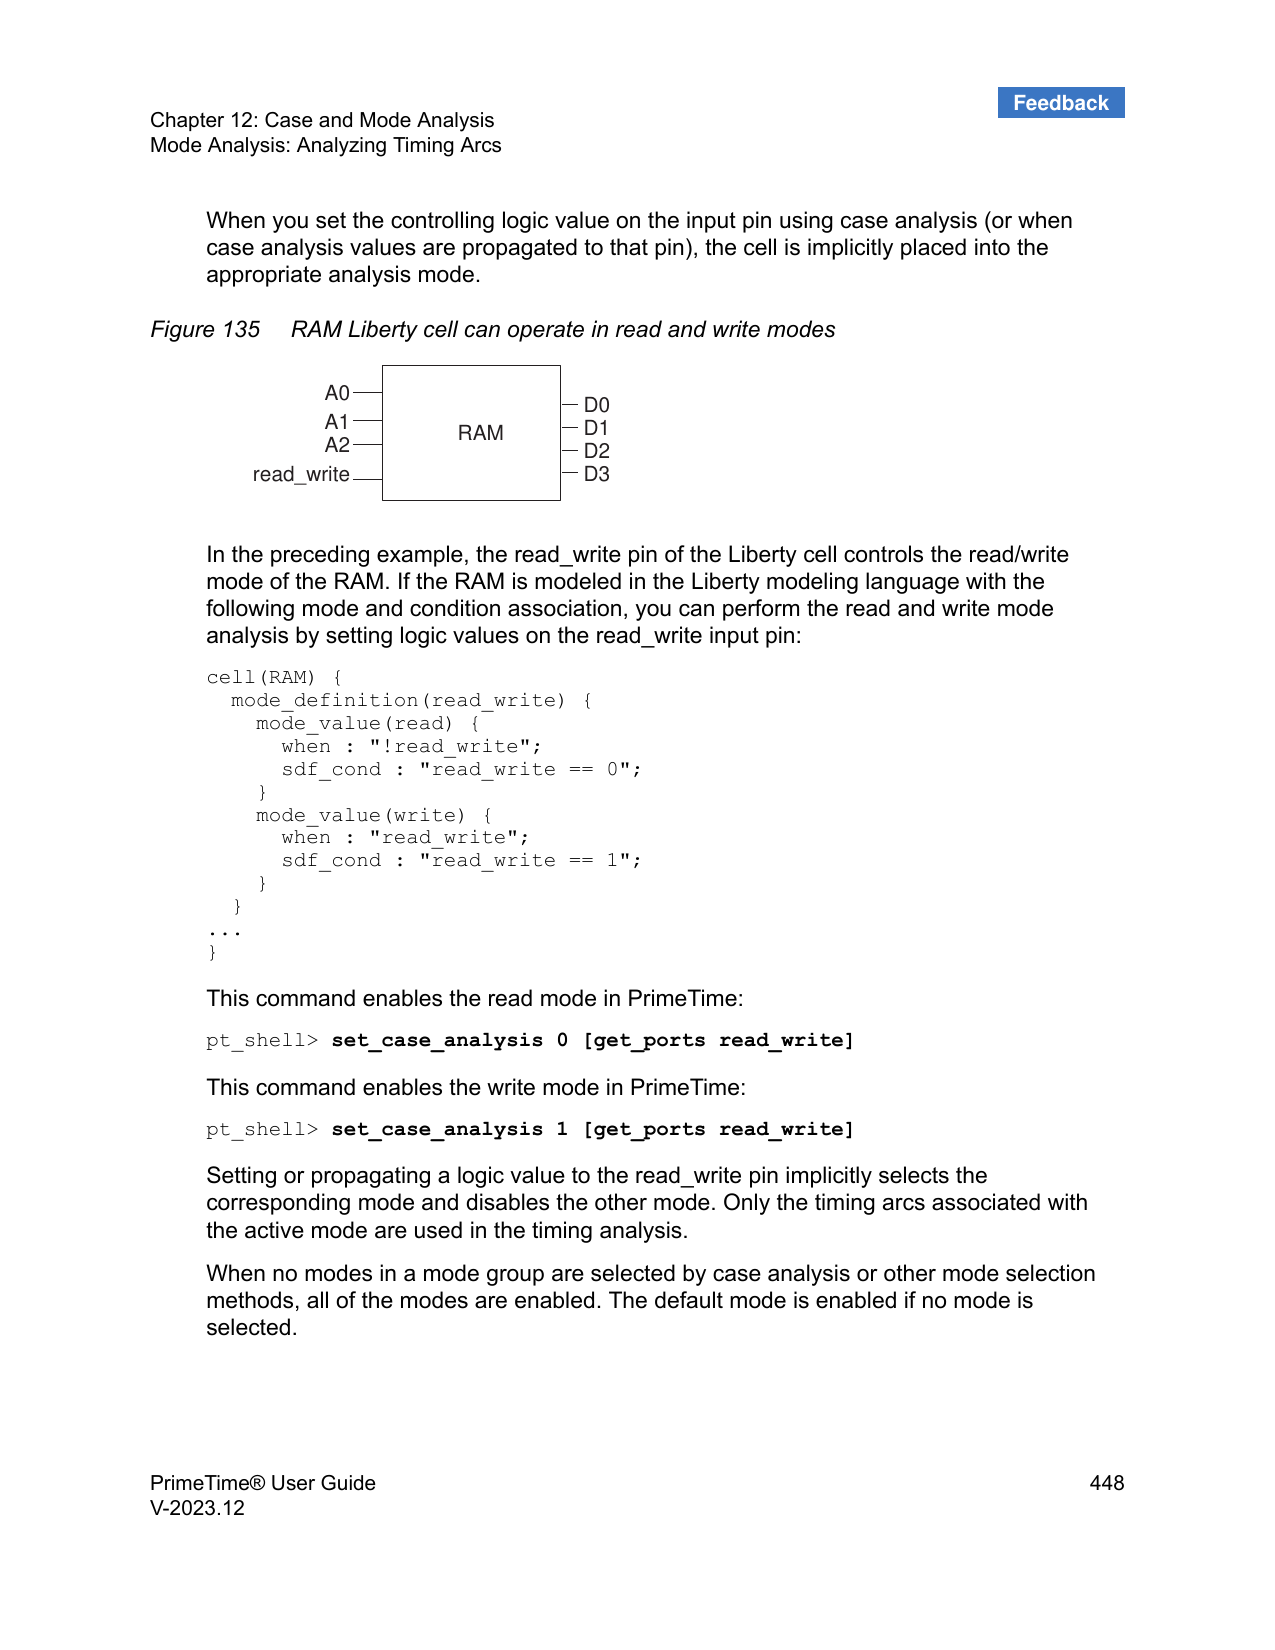 Feedback
Chapter 12: Case and Mode Analysis
Mode Analysis: Analyzing Timing Arcs
When you set the controlling logic value on the input pin using case analysis (or when
case analysis values are propagated to that pin), the cell is implicitly placed into the
appropriate analysis mode.
Figure 135 RAM Liberty cell can operate in read and write modes
A0
A1
A2
read_write
RAM
D0
D1
D2
D3
In the preceding example, the read_write pin of the Liberty cell controls the read/write
mode of the RAM. If the RAM is modeled in the Liberty modeling language with the
following mode and condition association, you can perform the read and write mode
analysis by setting logic values on the read_write input pin:
cell(RAM) {
  mode_definition(read_write) {
    mode_value(read) {
      when : "!read_write";
      sdf_cond : "read_write == 0";
    }
    mode_value(write) {
      when : "read_write";
      sdf_cond : "read_write == 1";
    }
  }
...
}
This command enables the read mode in PrimeTime:
pt_shell> set_case_analysis 0 [get_ports read_write]
This command enables the write mode in PrimeTime:
pt_shell> set_case_analysis 1 [get_ports read_write]
Setting or propagating a logic value to the read_write pin implicitly selects the
corresponding mode and disables the other mode. Only the timing arcs associated with
the active mode are used in the timing analysis.
When no modes in a mode group are selected by case analysis or other mode selection
methods, all of the modes are enabled. The default mode is enabled if no mode is
selected.
PrimeTime® User Guide 448
V-2023.12